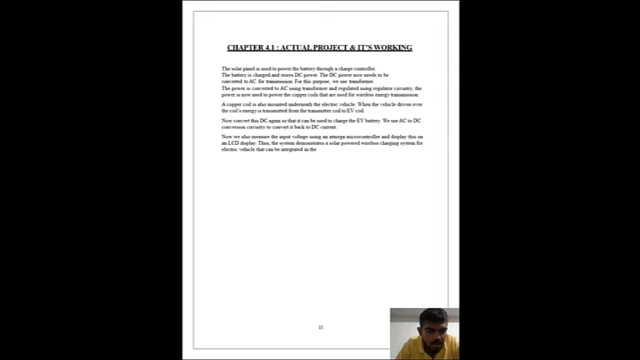 CHAPTER 4.1 : ACTUAL PROJECT & IT'S WORKING
The solar panel is used to power the battery through a charge controller.
The battery is charged and stores DC power. The DC power now needs to be
converted to AC for transmission. For this purpose, we use transformer.
The power is converted to AC using transformer and regulated using regulator circuitry, the
power is now used to power the copper coils that are used for wireless energy transmission.
A copper coil is also mounted underneath the electric vehicle. When the vehicle driven over
the coil's energy is transmitted from the transmitter coil to EV coil.
Now convert this DC again so that it can be used to charge the EV battery. We use AC to DC
conversion circuitry to convert it back to DC current.
Now we also measure the input voltage using an atmega microcontroller and display this on
an LCD display. Thus, the system demonstrates a solar powered wireless charging system for
electric vehicle that can be integrated in the